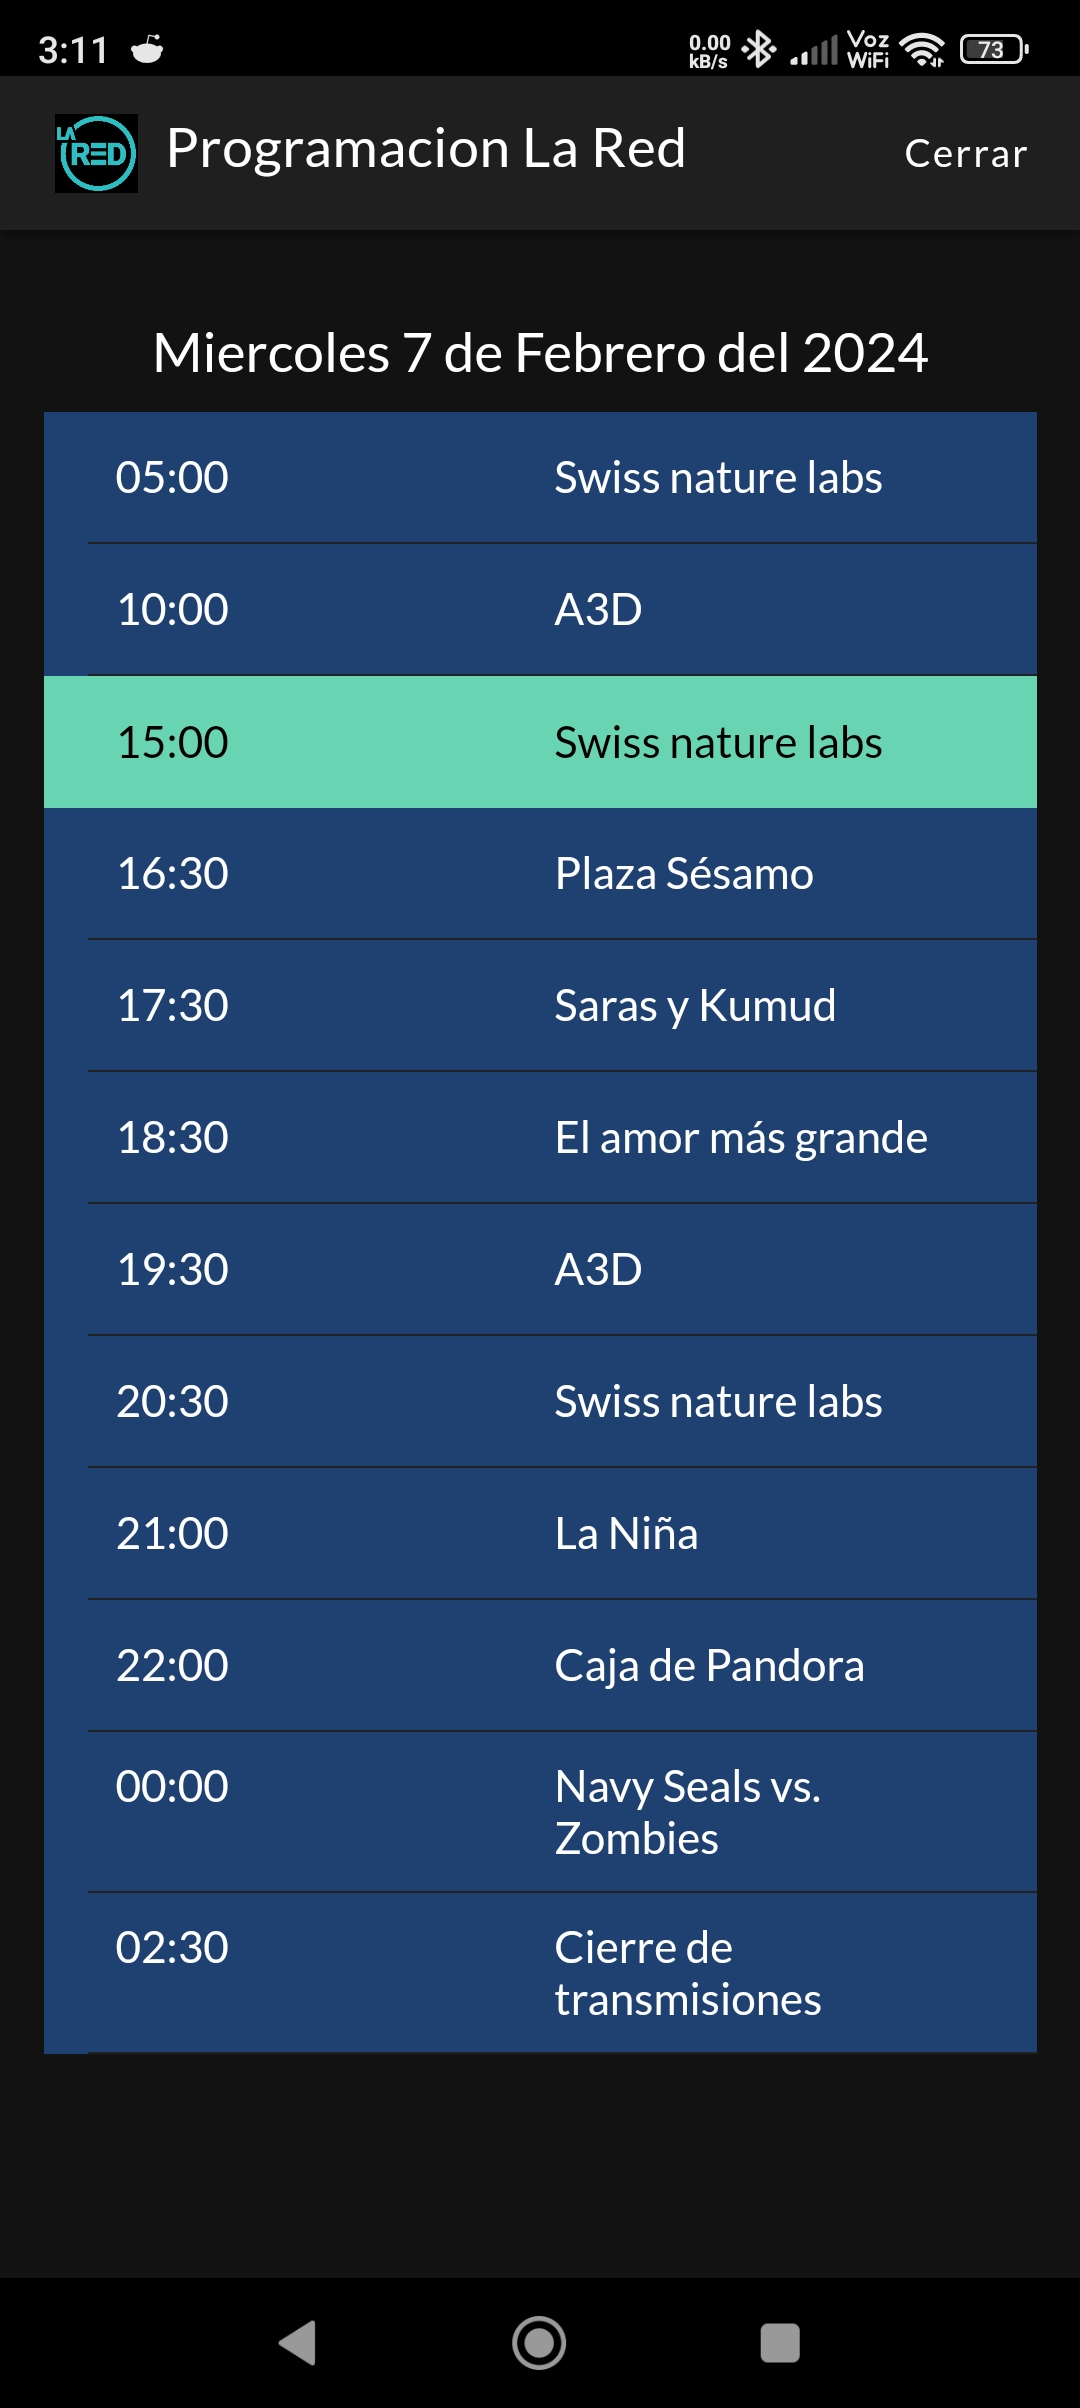 3:11
0.00
kB/s
Voz
WiFi
73
LA
RED
Programacion La Red
Cerrar
Miercoles 7 de Febrero del 2024
05:00 Swiss nature labs
10:00 A3D
15:00 Swiss nature labs
16:30 Plaza Sésamo
17:30 Saras y Kumud
18:30 El amor más grande
19:30 A3D
20:30 Swiss nature labs
21:00 La Niña
22:00 Caja de Pandora
00:00 Navy Seals vs.
Zombies
02:30 Cierre de
transmisiones